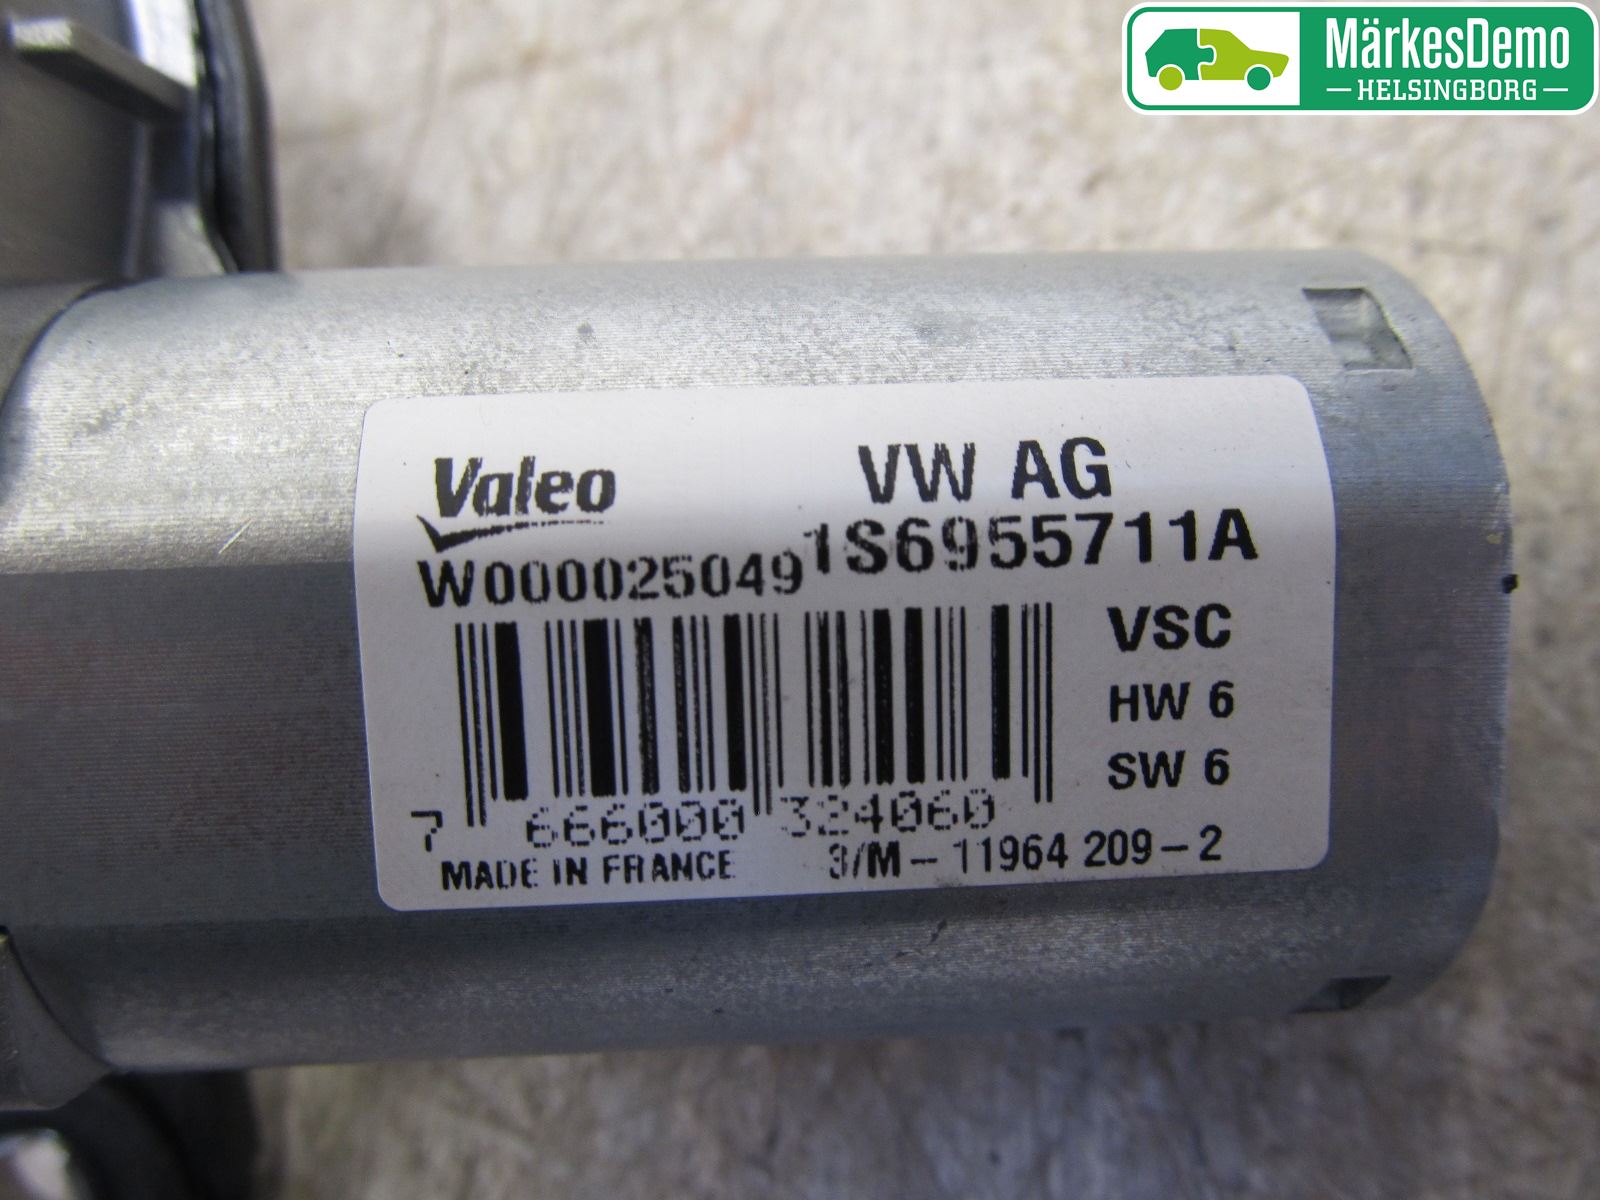 MärkesDemo
HELSINGBORG
Valeo
VW AG
W000025049
1S6955711A
VSC
HW 6
SW 6
7 666000 324060
MADE IN FRANCE
3/M-11964 209-2